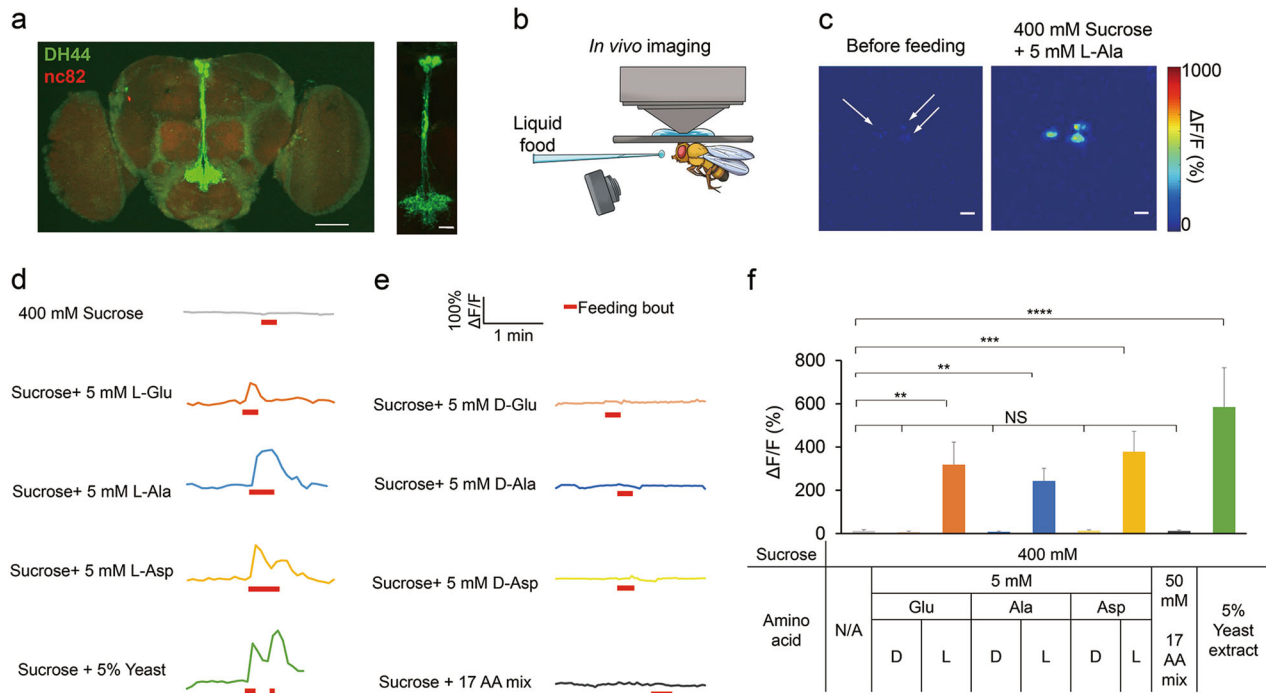 a
DH44
nc82
b
In vivo imaging
Liquid
food
c
Before feeding
400 mM Sucrose
+ 5 mM L-Ala
1000
ΔF/F (%)
0
d
400 mM Sucrose
Sucrose+ 5 mM L-Glu
Sucrose+ 5 mM L-Ala
Sucrose+ 5 mM L-Asp
Sucrose + 5% Yeast
e
100%
ΔF/F
1 min
Feeding bout
Sucrose+ 5 mM D-Glu
Sucrose+ 5 mM D-Ala
Sucrose+ 5 mM D-Asp
Sucrose + 17 AA mix
f
****
***
**
**
NS
ΔF/F (%)
800
600
400
200
0
Sucrose
400 mM
Amino
acid
N/A
5 mM
Glu
Ala
Asp
D
L
D
L
D
L
50
mM
17
AA
mix
5%
Yeast
extract